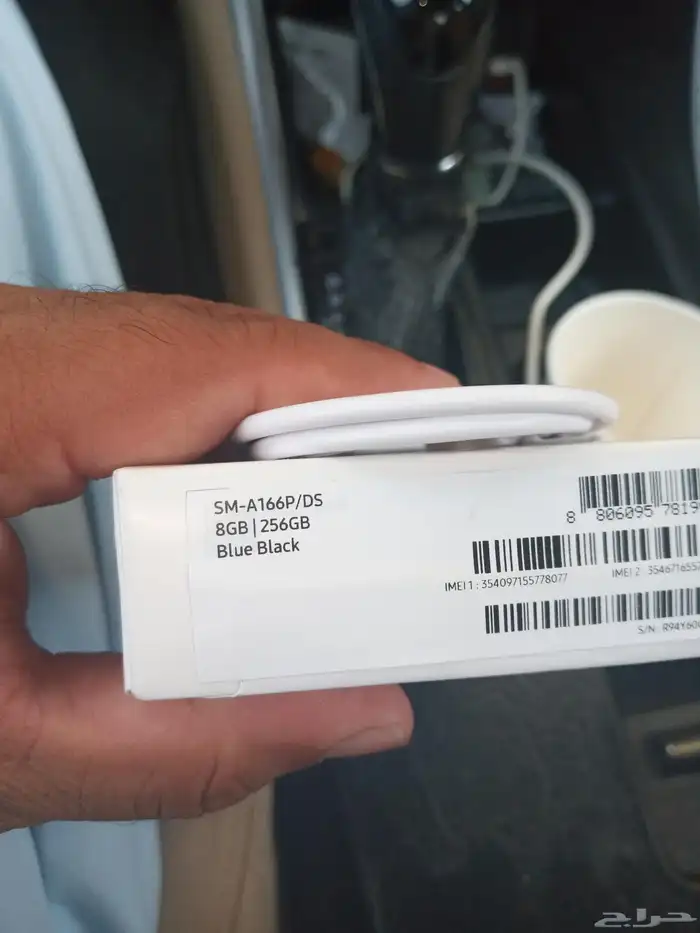 SM-A166P/DS
8GB | 256GB
Blue Black
8 806095 7819
IMEI 1 : 354097155778077
IMEI 2 : 35467165
S/N: R94Y60
حراج